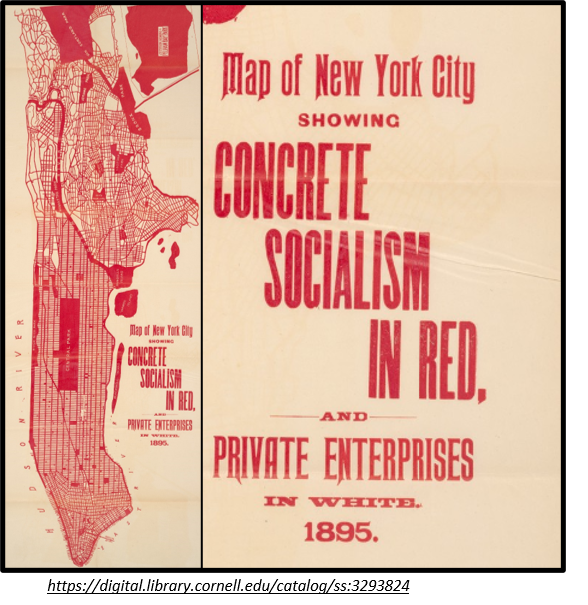 HUDSON RIVER
CENTRAL PARK
Map of New York City
SHOWING
CONCRETE
SOCIALISM
IN RED,
AND
PRIVATE ENTERPRISES
IN WHITE.
1895.
Map of New York City
SHOWING
CONCRETE
SOCIALISM
IN RED,
AND
PRIVATE ENTERPRISES
IN WHITE.
1895.
https://digital.library.cornell.edu/catalog/ss:3293824